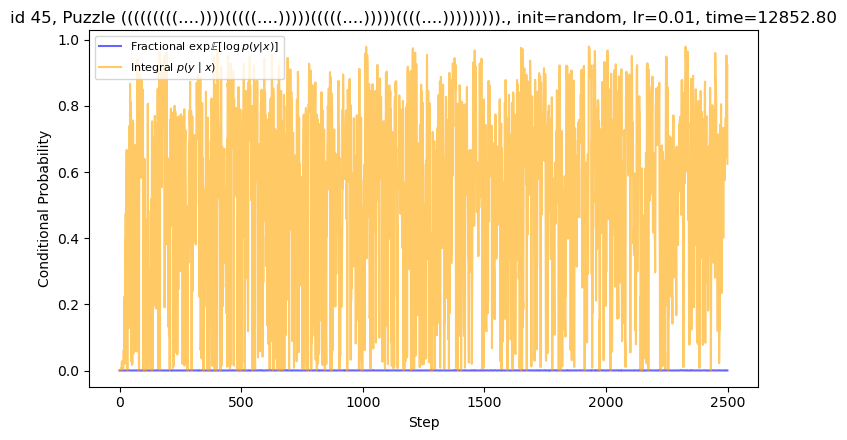 id 45, Puzzle (((((((((....))))(((((....)))))(((((....)))))((((....)))))))))., init=random, lr=0.01, time=12852.80
Fractional exp𝔼[log p(y|x)]
Integral p(y | x)
Conditional Probability
1.0
0.8
0.6
0.4
0.2
0.0
0
500
1000
1500
2000
2500
Step